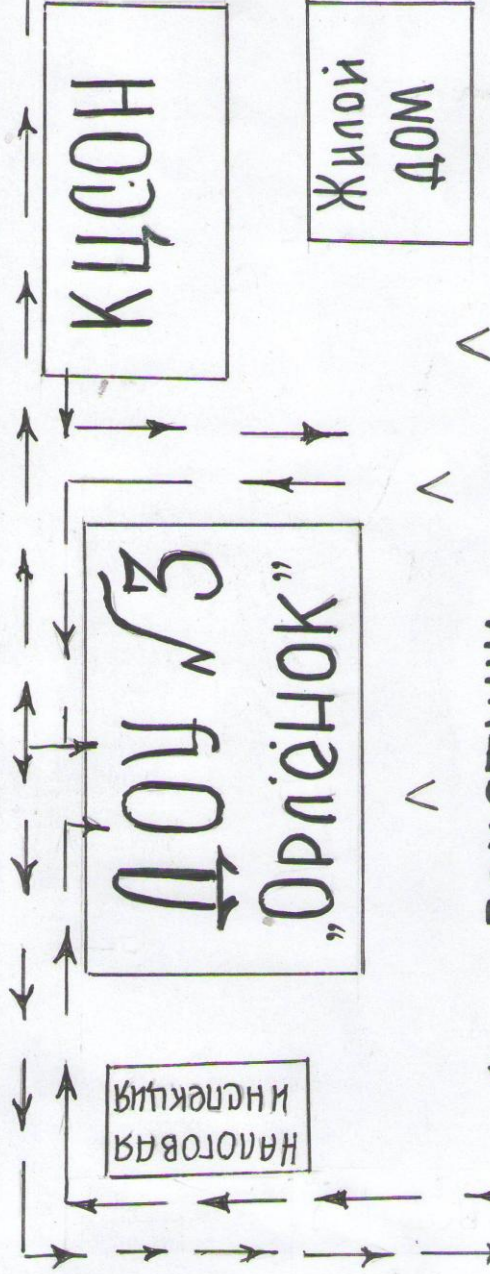 КЦСОН
Жилой
дом
ДОУ №3
„Орлёнок”
НАЛОГОВАЯ
ИНСПЕКЦИЯ